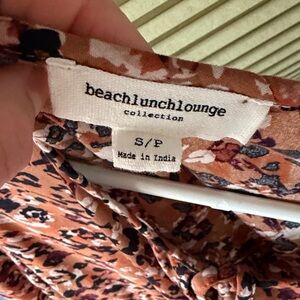 beachlunchlounge
collection
S/P
Made in India